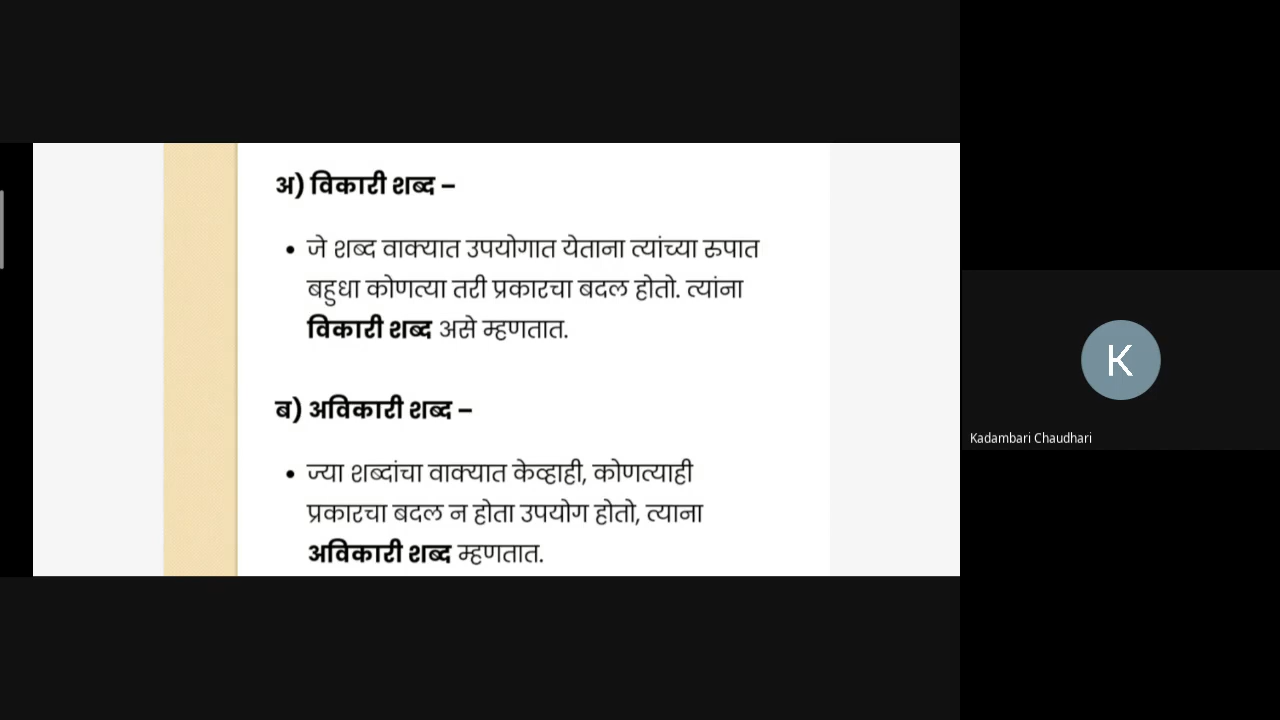 अ) विकारी शब्द –
• जे शब्द वाक्यात उपयोगात येताना त्यांच्या रुपात
बहुधा कोणत्या तरी प्रकारचा बदल होतो. त्यांना
विकारी शब्द असे म्हणतात.
ब) अविकारी शब्द –
• ज्या शब्दांचा वाक्यात केव्हाही, कोणत्याही
प्रकारचा बदल न होता उपयोग होतो, त्याना
अविकारी शब्द म्हणतात.
K
Kadambari Chaudhari